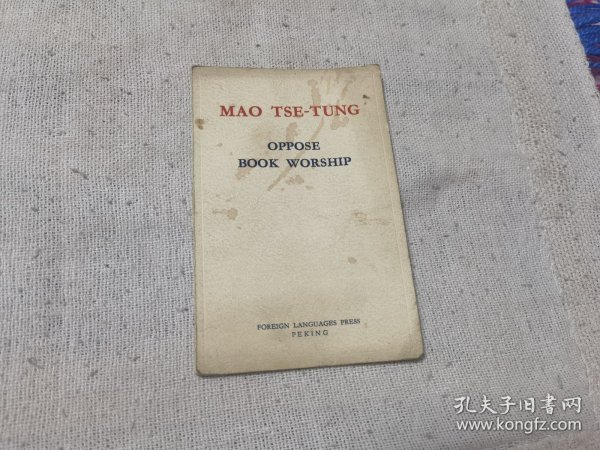 MAO TSE-TUNG
OPPOSE
BOOK WORSHIP
FOREIGN LANGUAGES PRESS
PEKING
孔夫子旧书网
www.kongfz.com